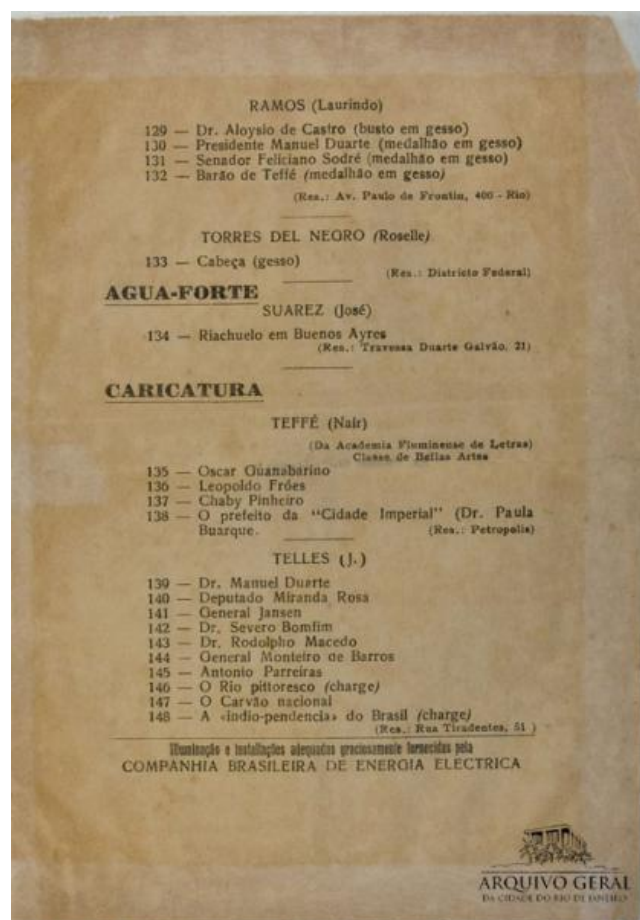 RAMOS (Laurindo)
129 — Dr. Aloysio de Castro (busto em gesso)
130 — Presidente Manuel Duarte (medalhão em gesso)
131 — Senador Feliciano Sodré (medalhão em gesso)
132 — Barão de Teffé (medalhão em gesso)
(Res.: Av. Paulo de Frontin, 400 - Rio)
TORRES DEL NEGRO (Roselle)
133 — Cabeça (gesso)
(Res.: Districto Federal)
AGUA-FORTE
SUAREZ (José)
134 — Riachuelo em Buenos Ayres
(Res.: Travessa Duarte Galvão, 21)
CARICATURA
TEFFÉ (Nair)
(Da Academia Fluminense de Letras)
Classe de Bellas Artes
135 — Oscar Guanabarino
136 — Leopoldo Fróes
137 — Chaby Pinheiro
138 — O prefeito da “Cidade Imperial” (Dr. Paula
Buarque. (Res.: Petropolis)
TELLES (J.)
139 — Dr. Manuel Duarte
140 — Deputado Miranda Rosa
141 — General Jansen
142 — Dr. Severo Bomfim
143 — Dr. Rodolpho Macedo
144 — General Monteiro de Barros
145 — Antonio Parreiras
146 — O Rio pittoresco (charge)
147 — O Carvão nacional
148 — A «indio-pendencia» do Brasil (charge)
(Res.: Rua Tiradentes, 51 )
Illuminação e installações adequadas graciosamente fornecidas pela
COMPANHIA BRASILEIRA DE ENERGIA ELECTRICA
ARQUIVO GERAL
DA CIDADE DO RIO DE JANEIRO